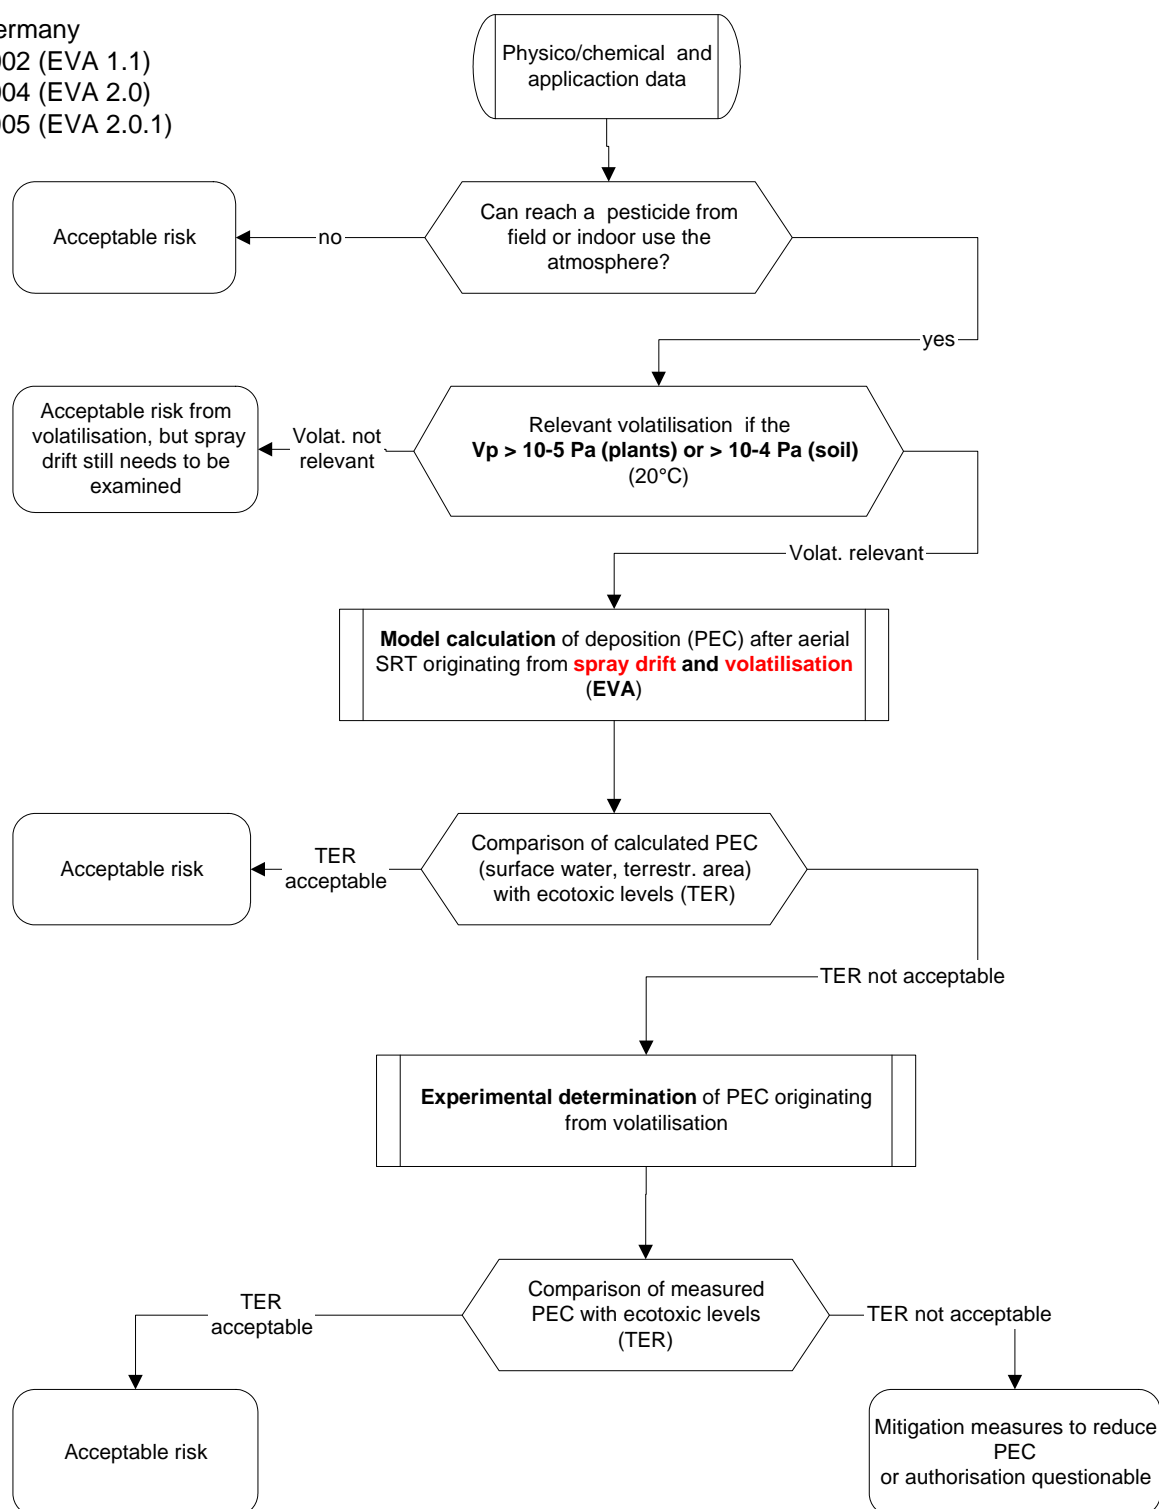 ermany
002 (EVA 1.1)
004 (EVA 2.0)
005 (EVA 2.0.1)
Physico/chemical and
applicaction data
Can reach a pesticide from
field or indoor use the
atmosphere?
no
Acceptable risk
yes
Relevant volatilisation if the
Vp > 10-5 Pa (plants) or > 10-4 Pa (soil)
(20°C)
Volat. not
relevant
Acceptable risk from
volatilisation, but spray
drift still needs to be
examined
Volat. relevant
Model calculation of deposition (PEC) after aerial
SRT originating from spray drift and volatilisation
(EVA)
Comparison of calculated PEC
(surface water, terrestr. area)
with ecotoxic levels (TER)
TER
acceptable
Acceptable risk
TER not acceptable
Experimental determination of PEC originating
from volatilisation
Comparison of measured
PEC with ecotoxic levels
(TER)
TER
acceptable
TER not acceptable
Acceptable risk
Mitigation measures to reduce
PEC
or authorisation questionable